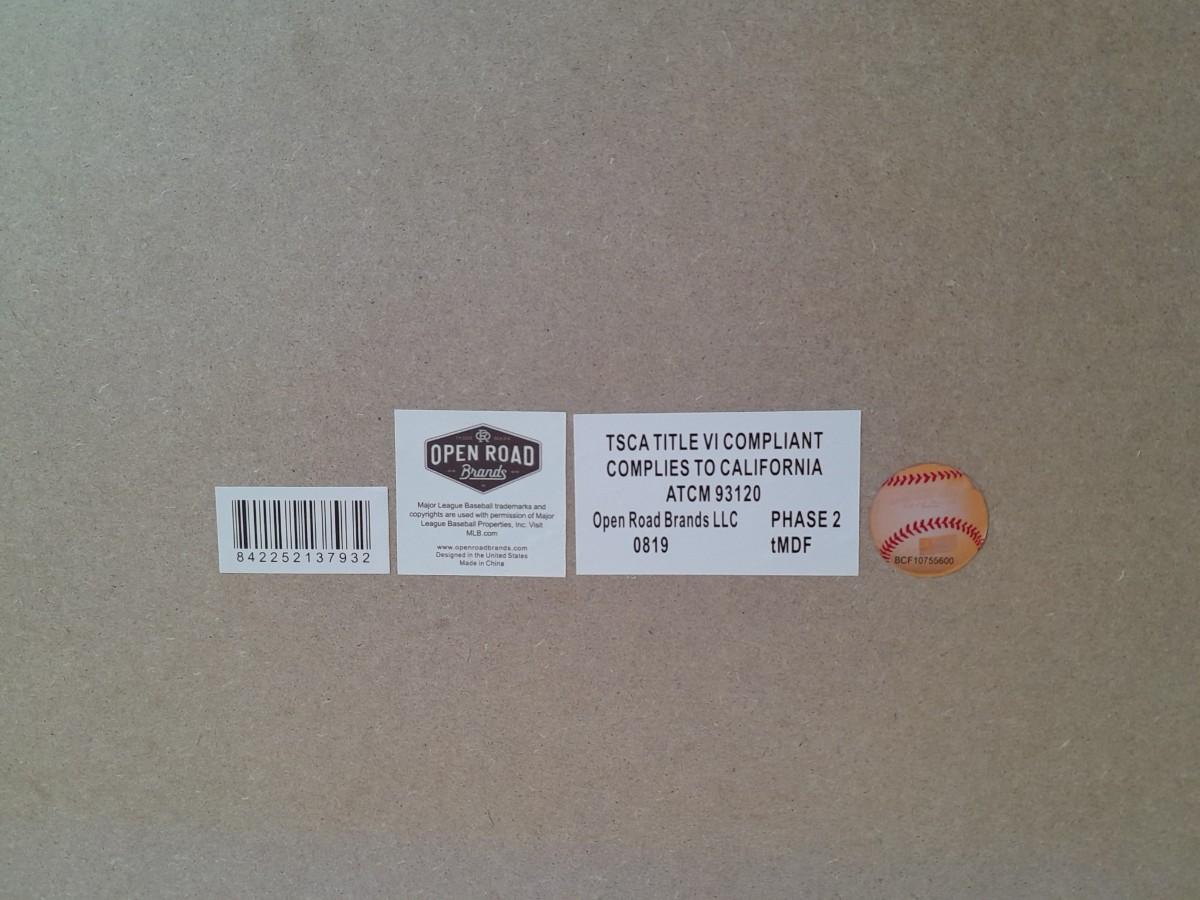 842252137932
TRADE MARK
OPEN ROAD
Brands
Major League Baseball trademarks and
copyrights are used with permission of Major
League Baseball Properties, Inc. Visit
MLB.com
www.openroadbrands.com
Designed in the United States
Made in China
TSCA TITLE VI COMPLIANT
COMPLIES TO CALIFORNIA
ATCM 93120
Open Road Brands LLC PHASE 2
0819 tMDF
BCF10755600